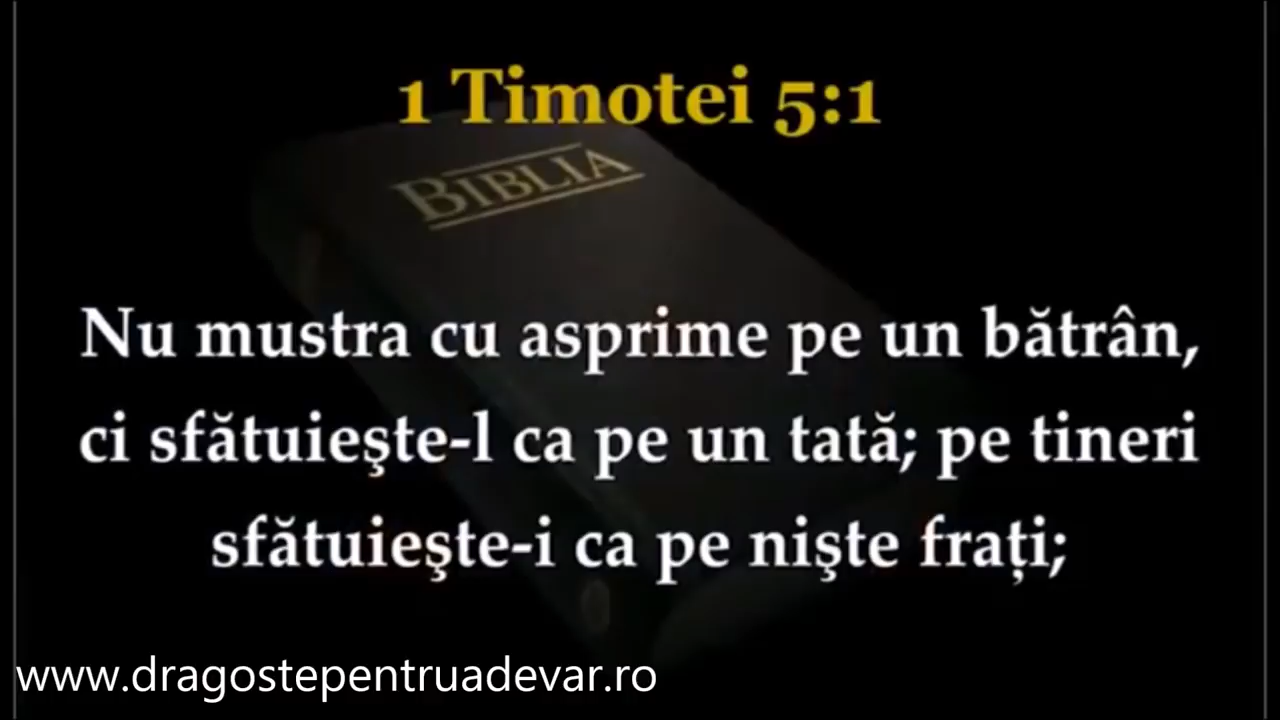 1 Timotei 5:1
BIBLIA
Nu mustra cu asprime pe un bătrân,
ci sfătuieşte-l ca pe un tată; pe tineri
sfătuieşte-i ca pe nişte frați;
www.dragostepentruadevar.ro